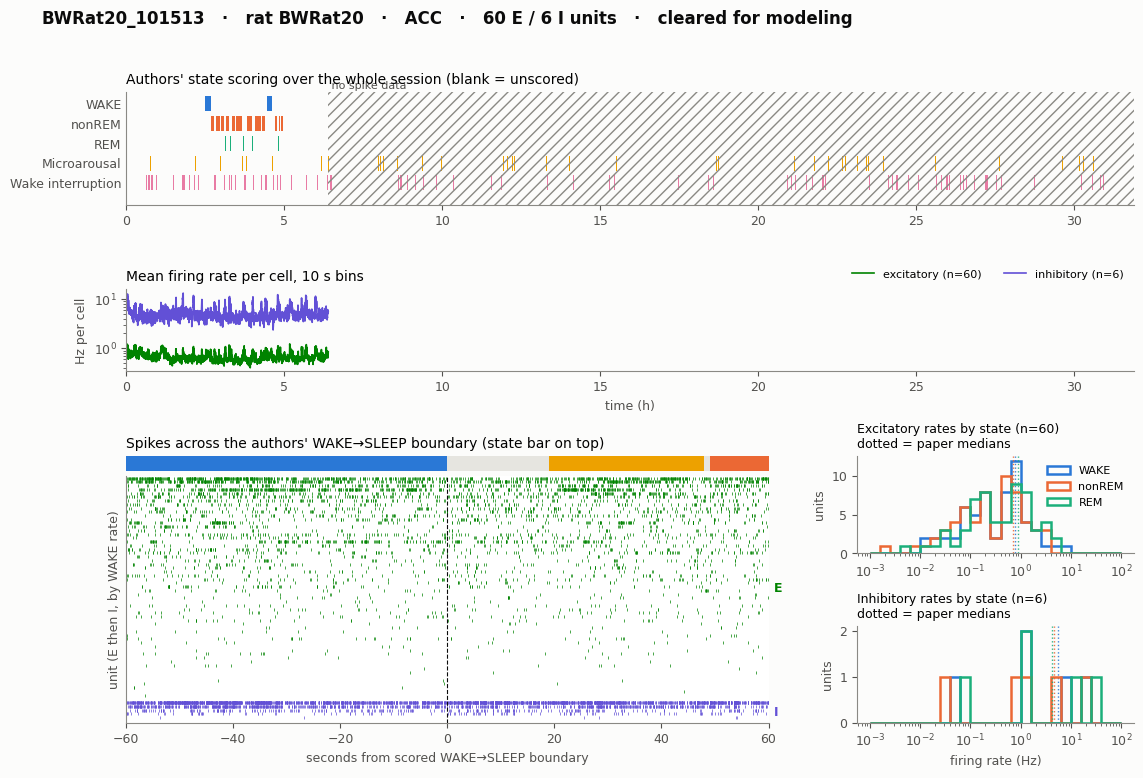 BWRat20_101513 · rat BWRat20 · ACC · 60 E / 6 I units · cleared for modeling
Authors' state scoring over the whole session (blank = unscored)
no spike data
WAKE
nonREM
REM
Microarousal
Wake interruption
0 5 10 15 20 25 30
Mean firing rate per cell, 10 s bins
excitatory (n=60) inhibitory (n=6)
Hz per cell
10^1
10^0
0 5 10 15 20 25 30
time (h)
Spikes across the authors' WAKE→SLEEP boundary (state bar on top)
unit (E then I, by WAKE rate)
E
I
−60 −40 −20 0 20 40 60
seconds from scored WAKE→SLEEP boundary
Excitatory rates by state (n=60)
dotted = paper medians
units
10
5
0
WAKE
nonREM
REM
10^−3 10^−2 10^−1 10^0 10^1 10^2
Inhibitory rates by state (n=6)
dotted = paper medians
units
2
1
0
10^−3 10^−2 10^−1 10^0 10^1 10^2
firing rate (Hz)